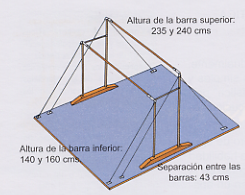 Altura de la barra superior:
235 y 240 cms
Altura de la barra inferior:
140 y 160 cms.
Separación entre las
barras: 43 cms